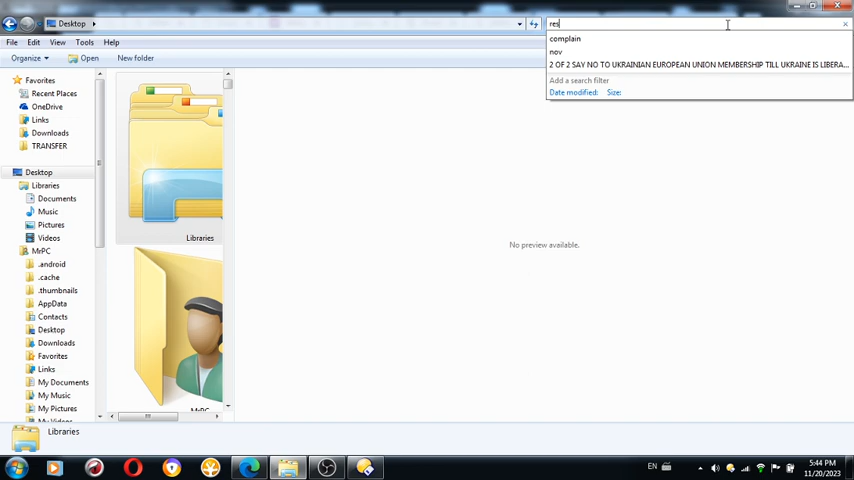 Desktop
res
File Edit View Tools Help
Organize Open New folder
complain
nov
2 OF 2 SAY NO TO UKRAINIAN EUROPEAN UNION MEMBERSHIP TILL UKRAINE IS LIBERA...
Add a search filter
Date modified: Size:
Favorites
Recent Places
OneDrive
Links
Downloads
TRANSFER
Desktop
Libraries
Documents
Music
Pictures
Videos
MrPC
.android
.cache
.thumbnails
AppData
Contacts
Desktop
Downloads
Favorites
Links
My Documents
My Music
My Pictures
My Videos
Libraries
MrPC
No preview available.
Libraries
EN
5:44 PM
11/20/2023